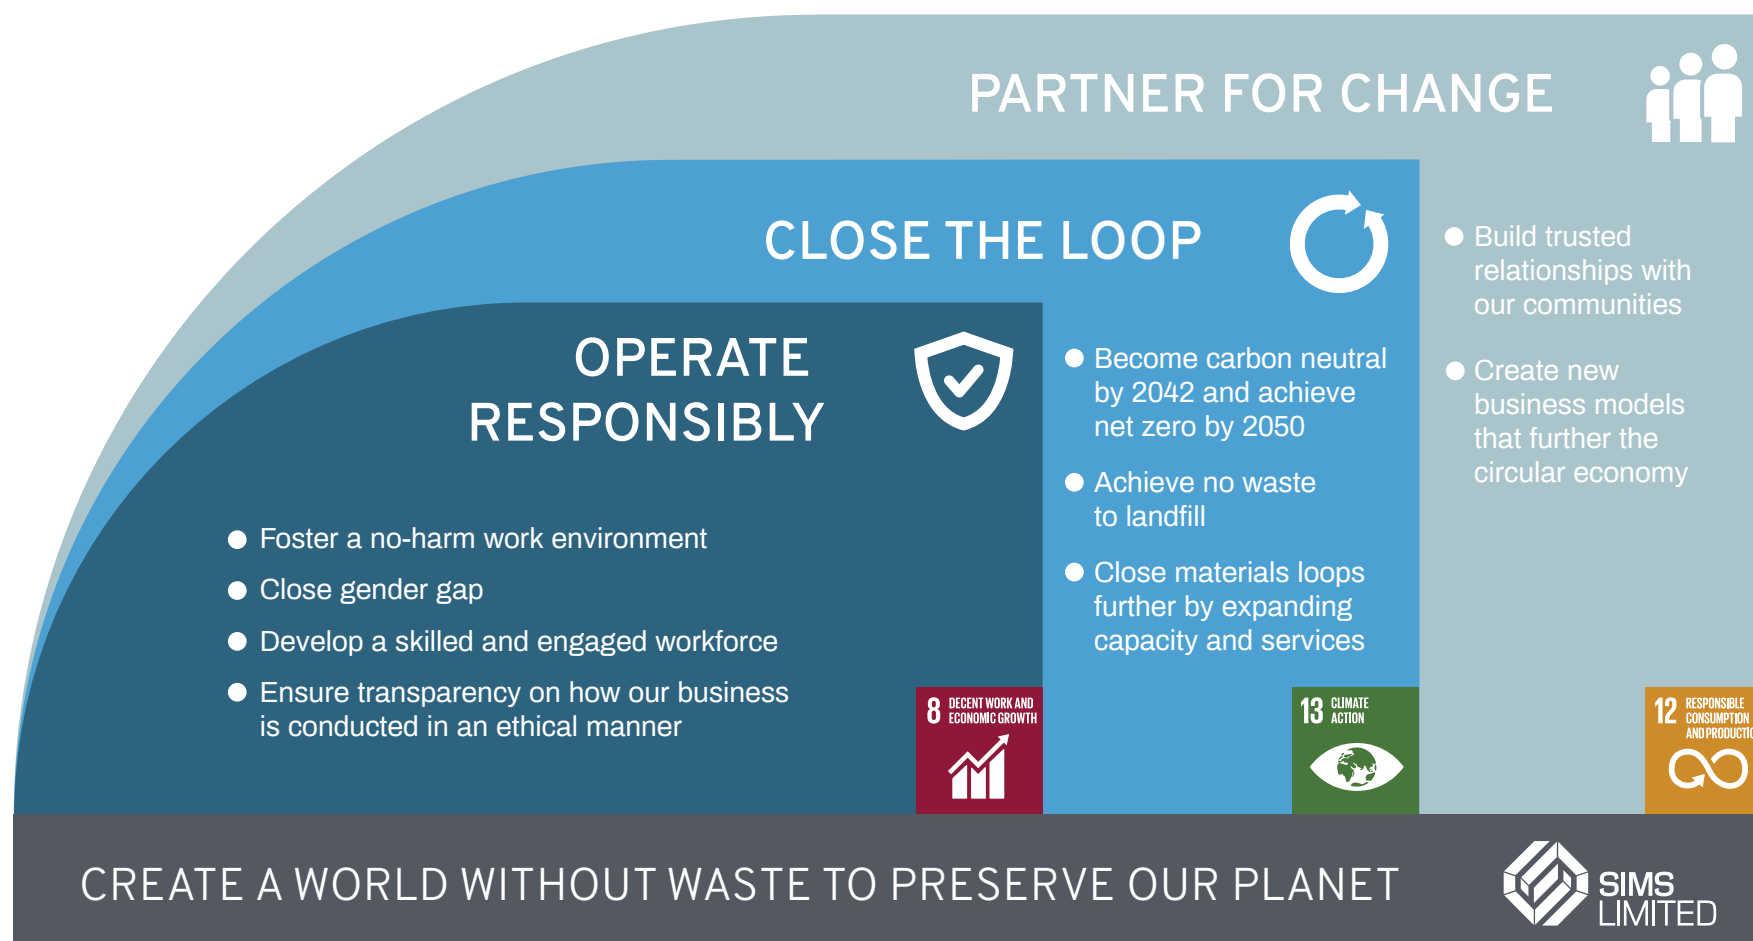 PARTNER FOR CHANGE
Build trusted
relationships with
our communities
Create new
business models
that further the
circular economy
12 RESPONSIBLE
CONSUMPTION
AND PRODUCTIO
CLOSE THE LOOP
Become carbon neutral
by 2042 and achieve
net zero by 2050
Achieve no waste
to landfill
Close materials loops
further by expanding
capacity and services
13 CLIMATE
ACTION
OPERATE
RESPONSIBLY
Foster a no-harm work environment
Close gender gap
Develop a skilled and engaged workforce
Ensure transparency on how our business
is conducted in an ethical manner
8 DECENT WORK AND
ECONOMIC GROWTH
CREATE A WORLD WITHOUT WASTE TO PRESERVE OUR PLANET
SIMS
LIMITED